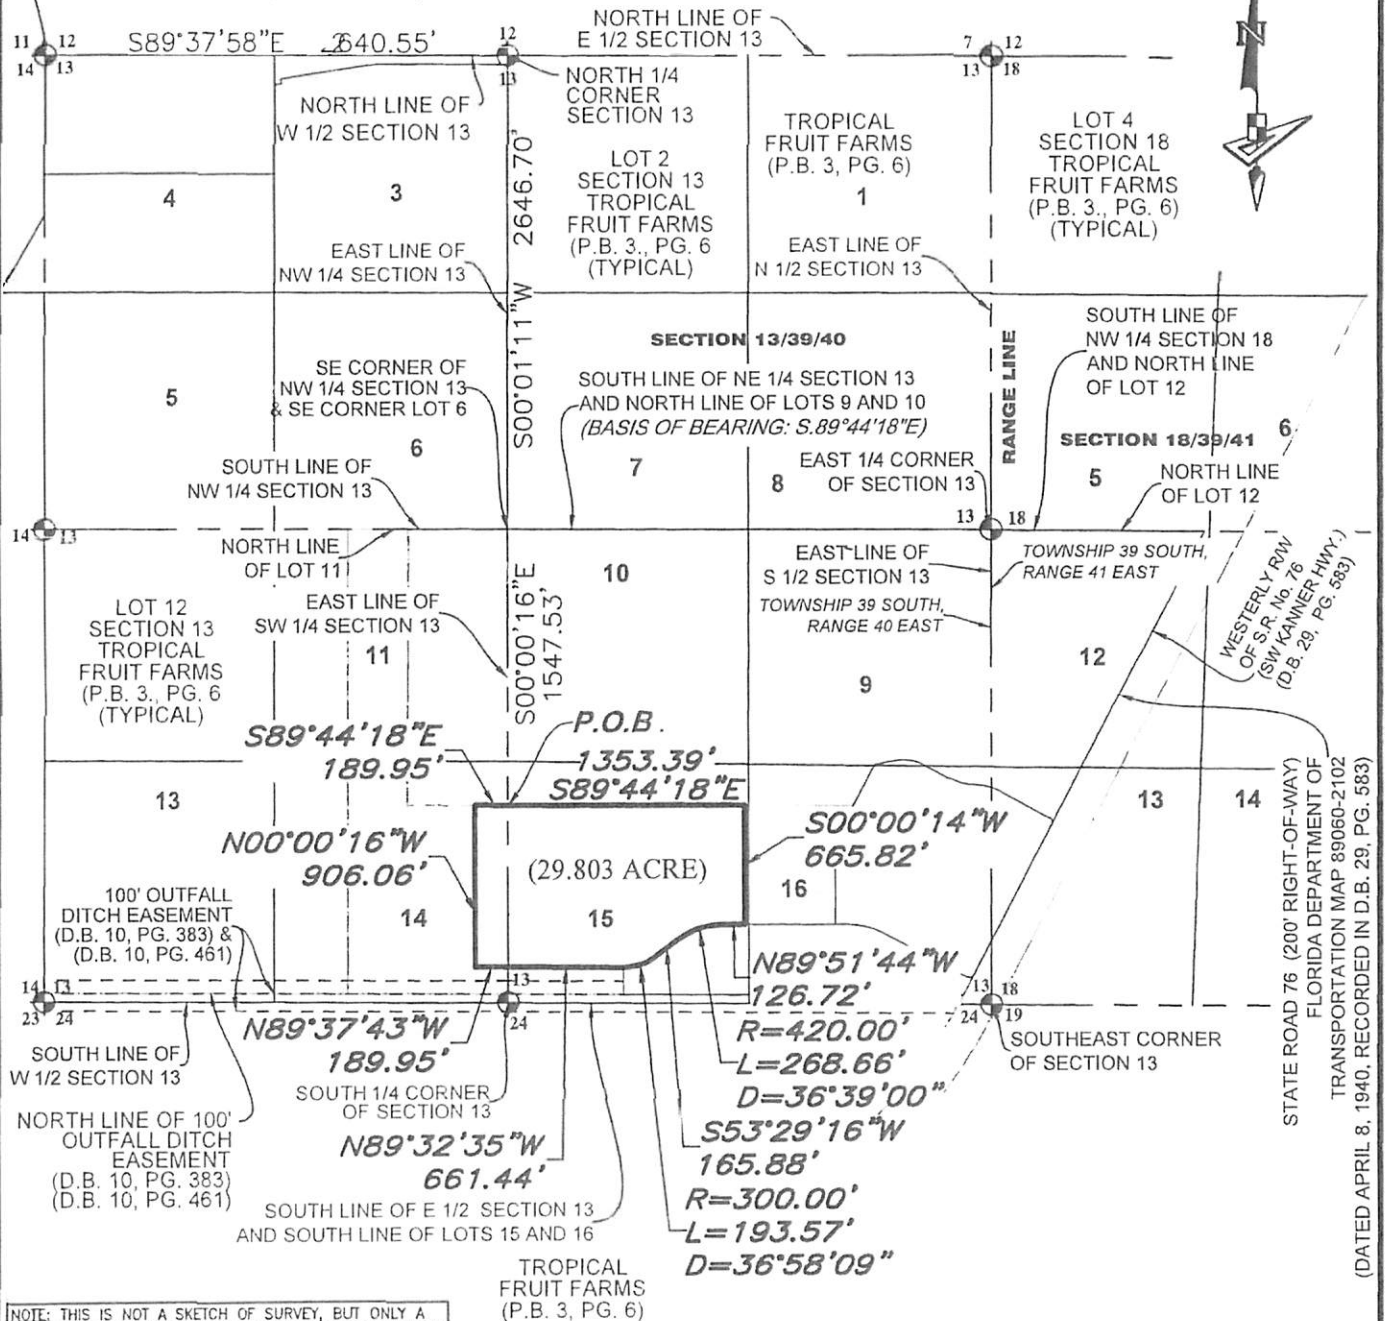 NORTH LINE OF
E 1/2 SECTION 13
11 12
14 13
S89°37'58"E 2640.55'
12
13
7 12
13 18
N
NORTH LINE OF
W 1/2 SECTION 13
NORTH 1/4
CORNER
SECTION 13
2646.70'
S00°01'11"W
TROPICAL
FRUIT FARMS
(P.B. 3, PG. 6)
1
LOT 4
SECTION 18
TROPICAL
FRUIT FARMS
(P.B. 3., PG. 6)
(TYPICAL)
LOT 2
SECTION 13
TROPICAL
FRUIT FARMS
(P.B. 3., PG. 6
(TYPICAL)
4
3
EAST LINE OF
NW 1/4 SECTION 13
EAST LINE OF
N 1/2 SECTION 13
SECTION 13/39/40
RANGE LINE
SOUTH LINE OF
NW 1/4 SECTION 18
AND NORTH LINE
OF LOT 12
5
SE CORNER OF
NW 1/4 SECTION 13
& SE CORNER LOT 6
6
SOUTH LINE OF NE 1/4 SECTION 13
AND NORTH LINE OF LOTS 9 AND 10
(BASIS OF BEARING: S.89°44'18"E)
SECTION 18/39/41
6
SOUTH LINE OF
NW 1/4 SECTION 13
7
8
EAST 1/4 CORNER
OF SECTION 13
5
NORTH LINE
OF LOT 12
14 13
13 18
NORTH LINE
OF LOT 11
10
EAST LINE OF
S 1/2 SECTION 13
TOWNSHIP 39 SOUTH,
RANGE 40 EAST
TOWNSHIP 39 SOUTH,
RANGE 41 EAST
WESTERLY R/W
OF S.R. No. 76
(SW KANNER HWY.)
(D.B. 29, PG. 583)
LOT 12
SECTION 13
TROPICAL
FRUIT FARMS
(P.B. 3., PG. 6
(TYPICAL)
EAST LINE OF
SW 1/4 SECTION 13
11
S00°00'16"E
1547.53'
9
12
S89°44'18"E
189.95'
P.O.B.
1353.39'
S89°44'18"E
13
13
14
N00°00'16"W
906.06'
(29.803 ACRE)
S00°00'14"W
665.82'
100' OUTFALL
DITCH EASEMENT
(D.B. 10, PG. 383) &
(D.B. 10, PG. 461)
14
15
16
N89°51'44"W
126.72'
14 13
23 24
13
24
13 18
24 19
SOUTH LINE OF
W 1/2 SECTION 13
N89°37'43"W
189.95'
R=420.00'
L=268.66'
D=36°39'00"
SOUTHEAST CORNER
OF SECTION 13
SOUTH 1/4 CORNER
OF SECTION 13
NORTH LINE OF 100'
OUTFALL DITCH
EASEMENT
(D.B. 10, PG. 383)
(D.B. 10, PG. 461)
N89°32'35"W
661.44'
S53°29'16"W
165.88'
R=300.00'
L=193.57'
D=36°58'09"
SOUTH LINE OF E 1/2 SECTION 13
AND SOUTH LINE OF LOTS 15 AND 16
TROPICAL
FRUIT FARMS
(P.B. 3, PG. 6)
STATE ROAD 76 (200' RIGHT-OF-WAY)
FLORIDA DEPARTMENT OF
TRANSPORTATION MAP 89060-2102
(DATED APRIL 8, 1940, RECORDED IN D.B. 29, PG. 583)
NOTE: THIS IS NOT A SKETCH OF SURVEY, BUT ONLY A